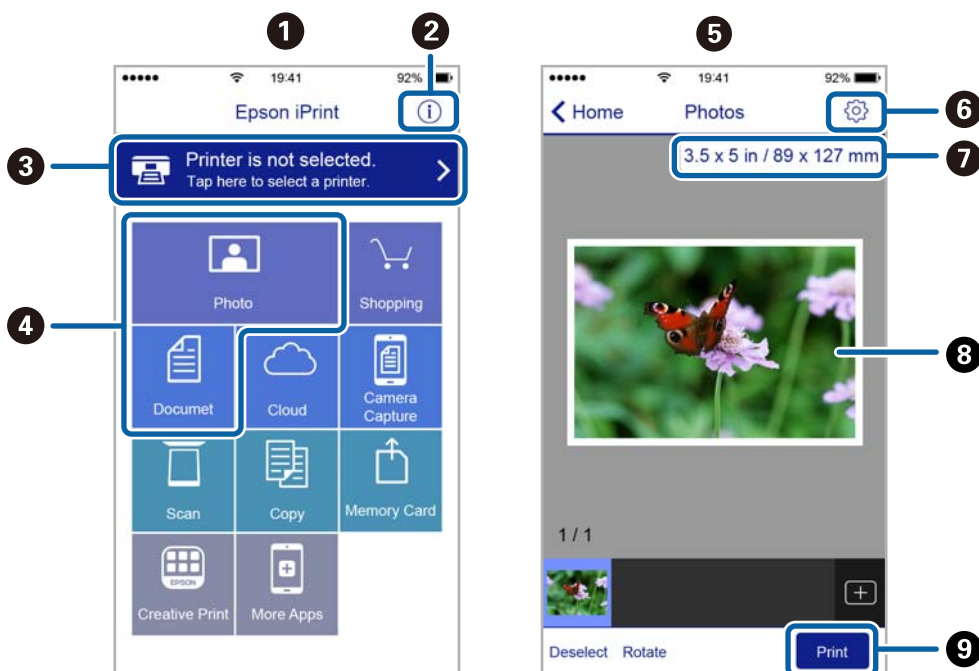 1
2
19:41
92%
Epson iPrint
i
3
Printer is not selected.
Tap here to select a printer.
4
Photo
Shopping
Documet
Cloud
Camera
Capture
Scan
Copy
Memory Card
EPSON
Creative Print
More Apps
5
19:41
92%
Home
Photos
6
3.5 x 5 in / 89 x 127 mm
7
8
1 / 1
Deselect
Rotate
Print
9